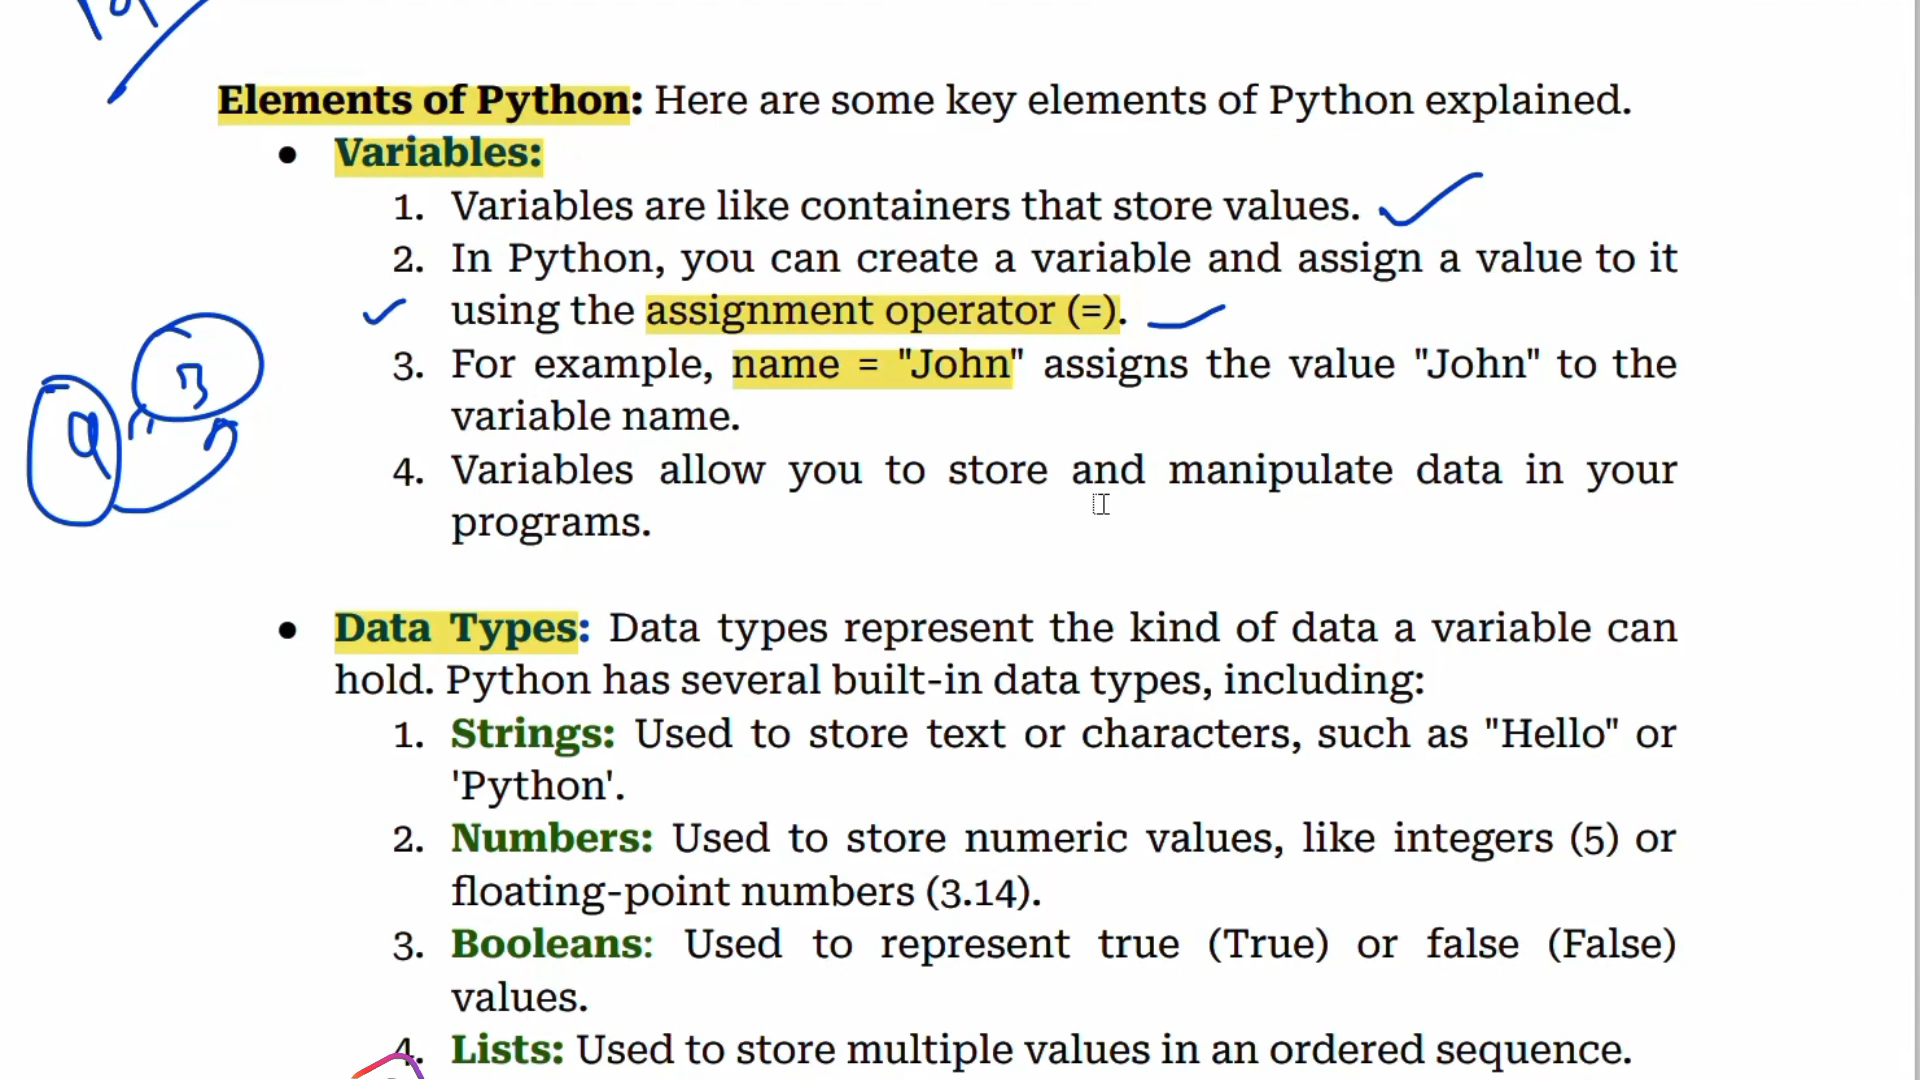 Elements of Python: Here are some key elements of Python explained.
● Variables:
1. Variables are like containers that store values.
2. In Python, you can create a variable and assign a value to it
using the assignment operator (=).
3. For example, name = "John" assigns the value "John" to the
variable name.
4. Variables allow you to store and manipulate data in your
programs.
● Data Types: Data types represent the kind of data a variable can
hold. Python has several built-in data types, including:
1. Strings: Used to store text or characters, such as "Hello" or
'Python'.
2. Numbers: Used to store numeric values, like integers (5) or
floating-point numbers (3.14).
3. Booleans: Used to represent true (True) or false (False)
values.
4. Lists: Used to store multiple values in an ordered sequence.